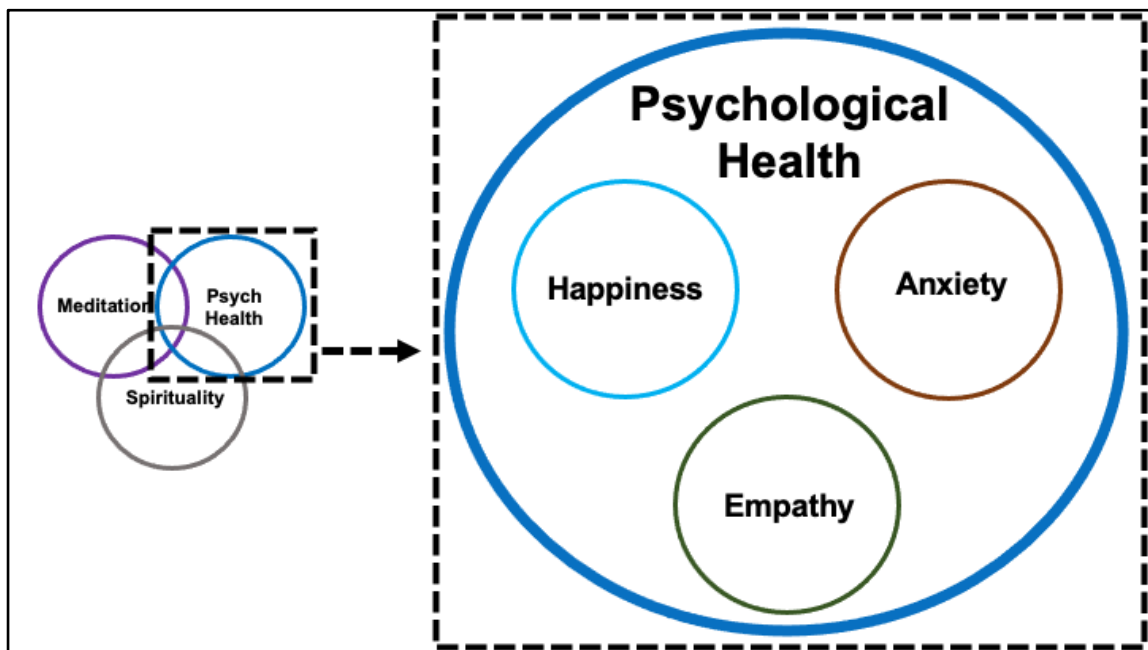 Meditation
Psych
Health
Spirituality
Psychological
Health
Happiness
Anxiety
Empathy